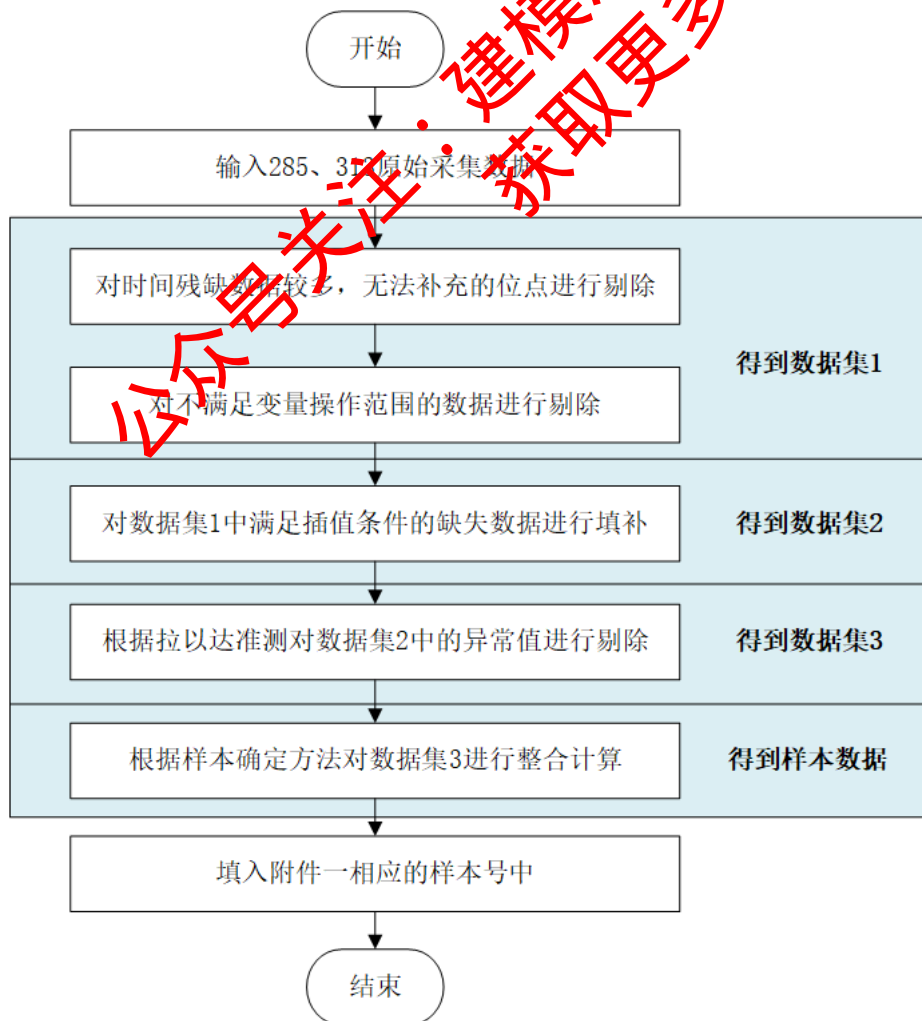 开始
输入285、313原始采集数据
对时间残缺数据较多，无法补充的位点进行剔除
得到数据集1
对不满足变量操作范围的数据进行剔除
对数据集1中满足插值条件的缺失数据进行填补
得到数据集2
根据拉以达准测对数据集2中的异常值进行剔除
得到数据集3
根据样本确定方法对数据集3进行整合计算
得到样本数据
填入附件一相应的样本号中
结束
公众号关注：建模
获取更多